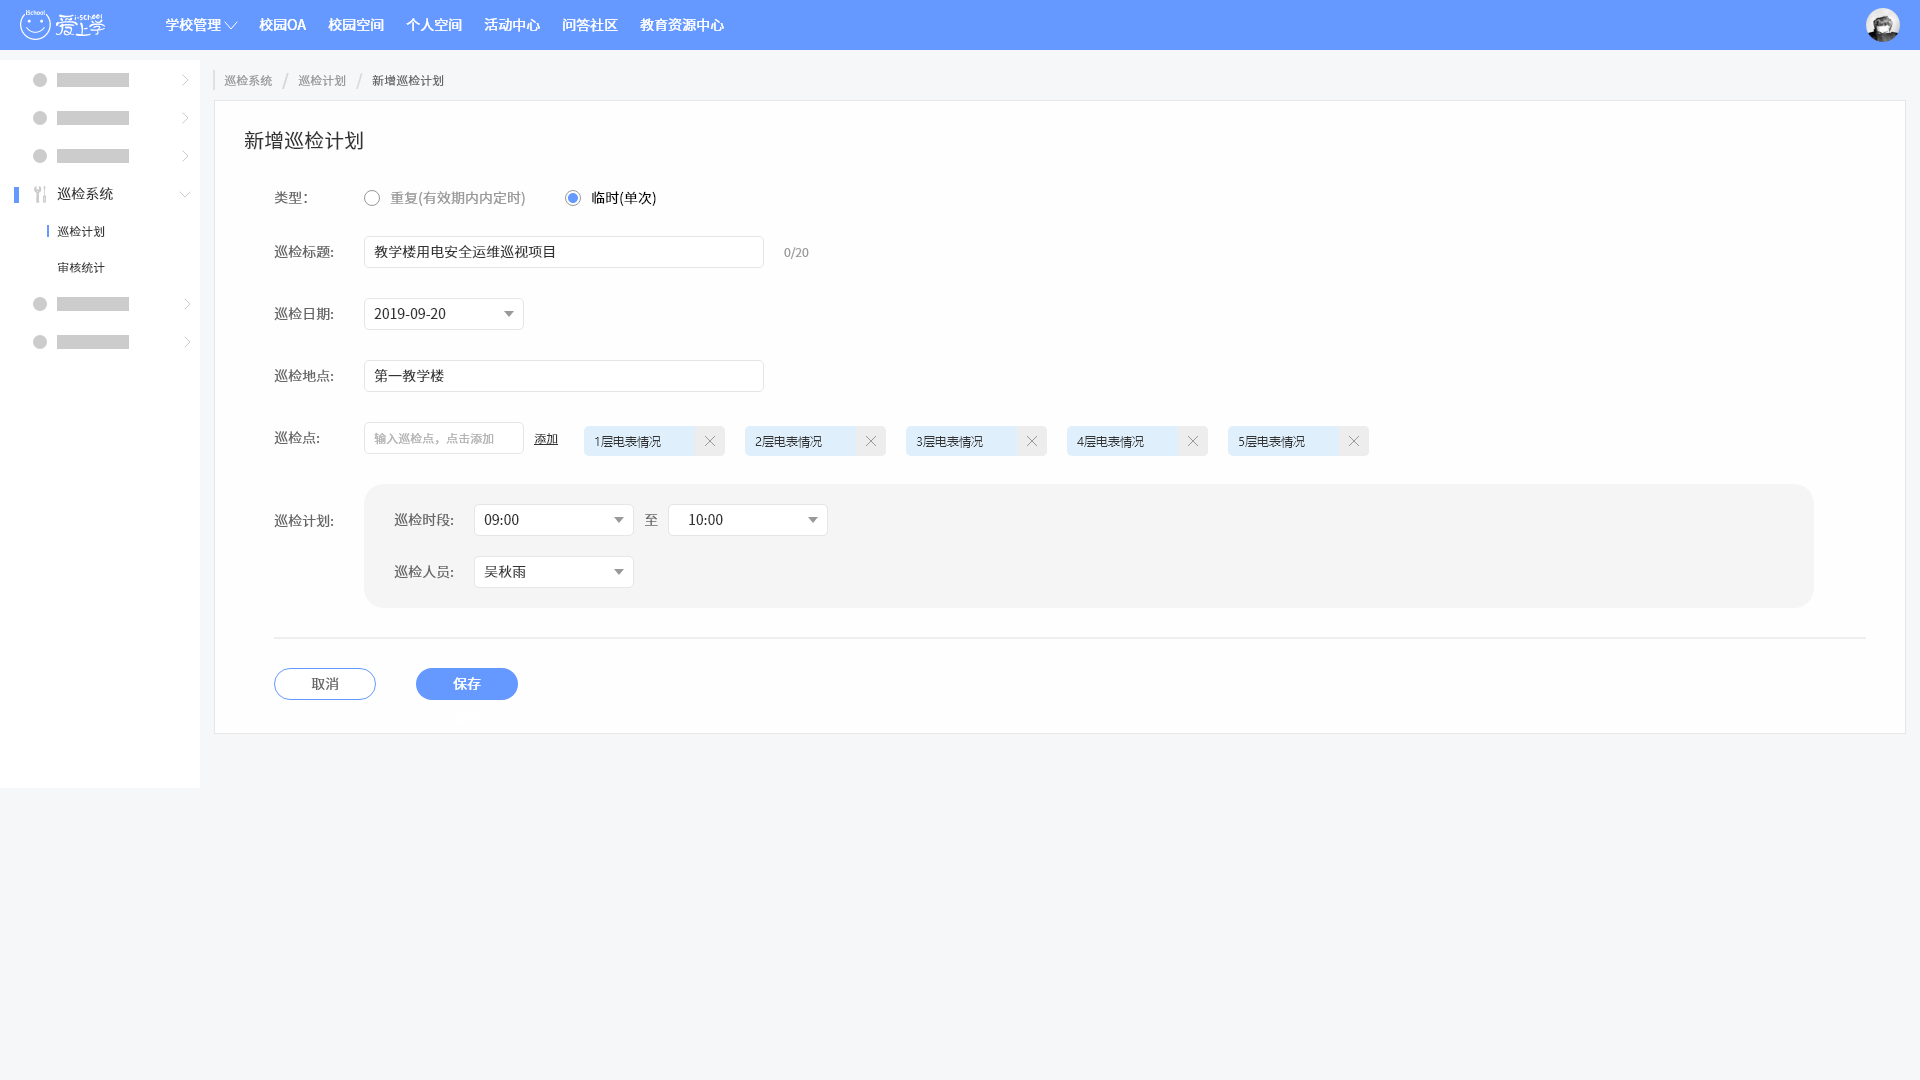 iSchool 爱上学 i-SCHOOL
学校管理 校园OA 校园空间 个人空间 活动中心 问答社区 教育资源中心
巡检系统 / 巡检计划 / 新增巡检计划
巡检系统
巡检计划
审核统计
新增巡检计划
类型: 重复(有效期内内定时) 临时(单次)
巡检标题: 教学楼用电安全运维巡视项目 0/20
巡检日期: 2019-09-20
巡检地点: 第一教学楼
巡检点: 输入巡检点，点击添加 添加 1层电表情况 2层电表情况 3层电表情况 4层电表情况 5层电表情况
巡检计划: 巡检时段: 09:00 至 10:00
巡检人员: 吴秋雨
取消 保存